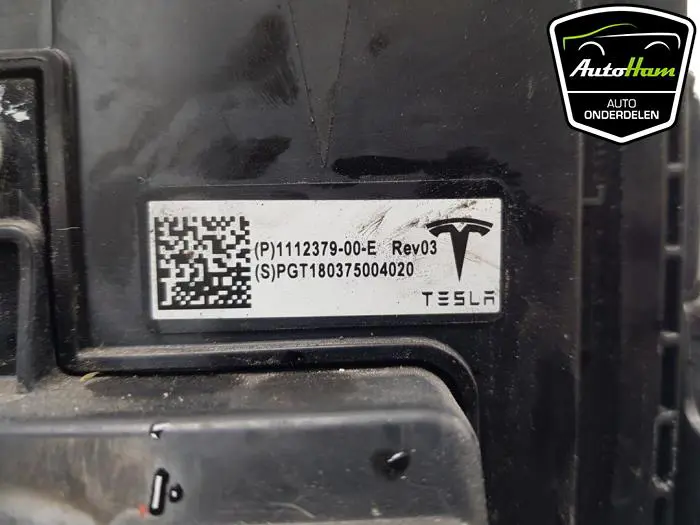 AutoHam
AUTO
ONDERDELEN
(P)1112379-00-E Rev03
(S)PGT180375004020
TESLA